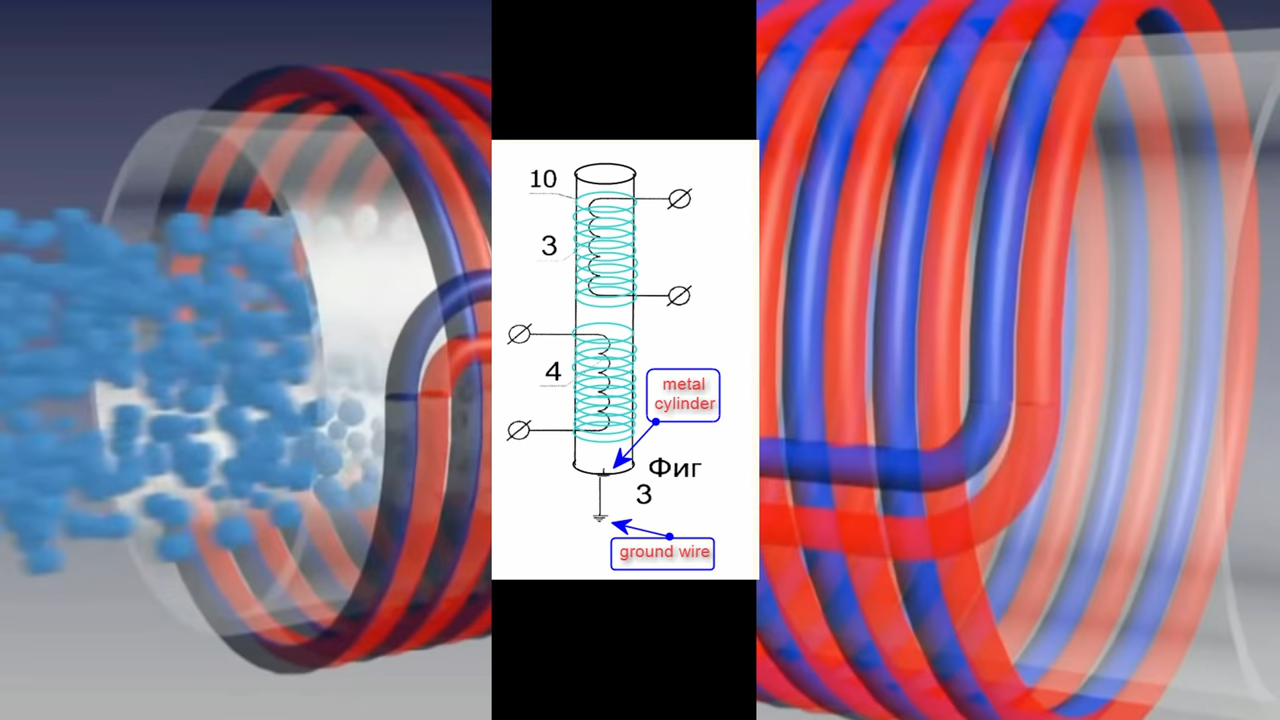 10
3
4
metal
cylinder
Фиг
3
ground wire